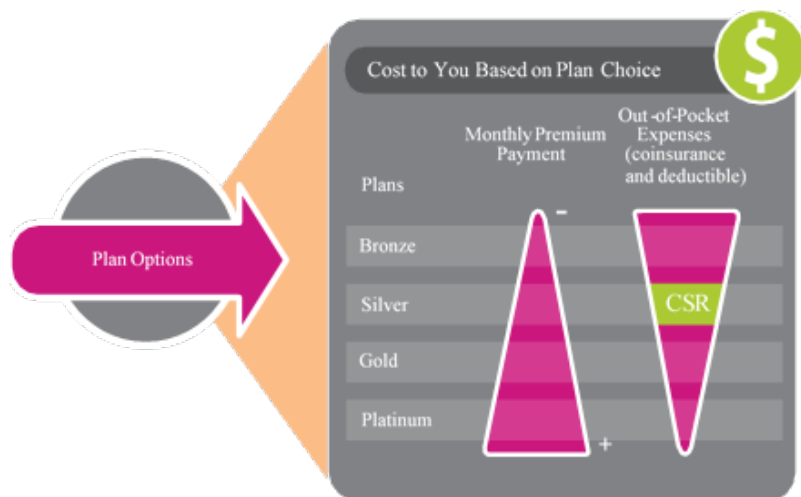 $
Cost to You Based on Plan Choice
Monthly Premium
Payment
Out-of-Pocket
Expenses
(coinsurance
and deductible)
Plans
-
Bronze
Plan Options
Silver
CSR
Gold
Platinum
+